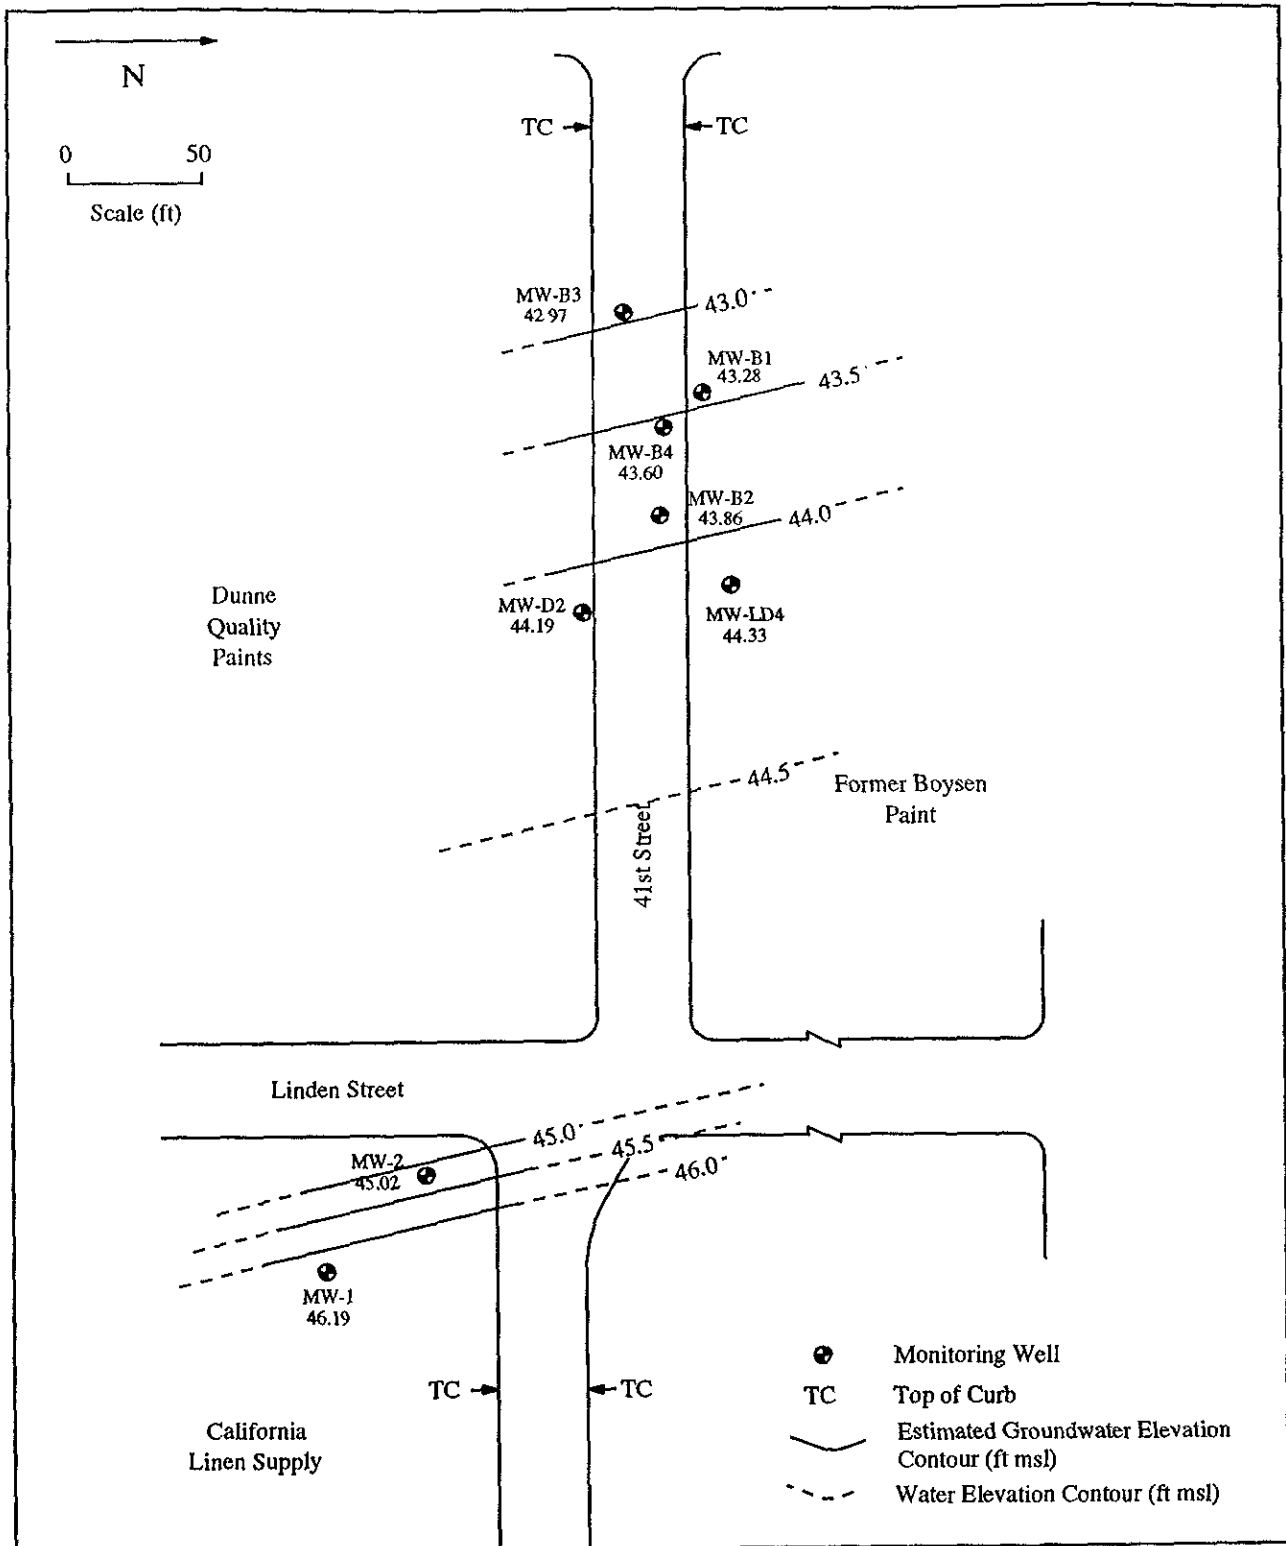 N
TC
TC
0 50
Scale (ft)
MW-B3
42 97
43.0
MW-B1
43.28
43.5
MW-B4
43.60
MW-B2
43.86
44.0
Dunne
Quality
Paints
MW-D2
44.19
MW-LD4
44.33
44.5
Former Boysen
Paint
41st Street
Linden Street
45.0
45.5
46.0
MW-2
45.02
MW-1
46.19
TC
TC
California
Linen Supply
Monitoring Well
TC Top of Curb
Estimated Groundwater Elevation
Contour (ft msl)
Water Elevation Contour (ft msl)